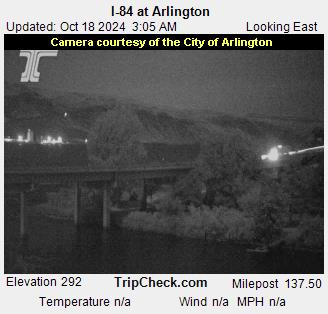 I-84 at Arlington
Updated: Oct 18 2024 3:05 AM Looking East
Camera courtesy of the City of Arlington
Elevation 292 TripCheck.com Milepost 137.50
Temperature n/a Wind n/a MPH n/a